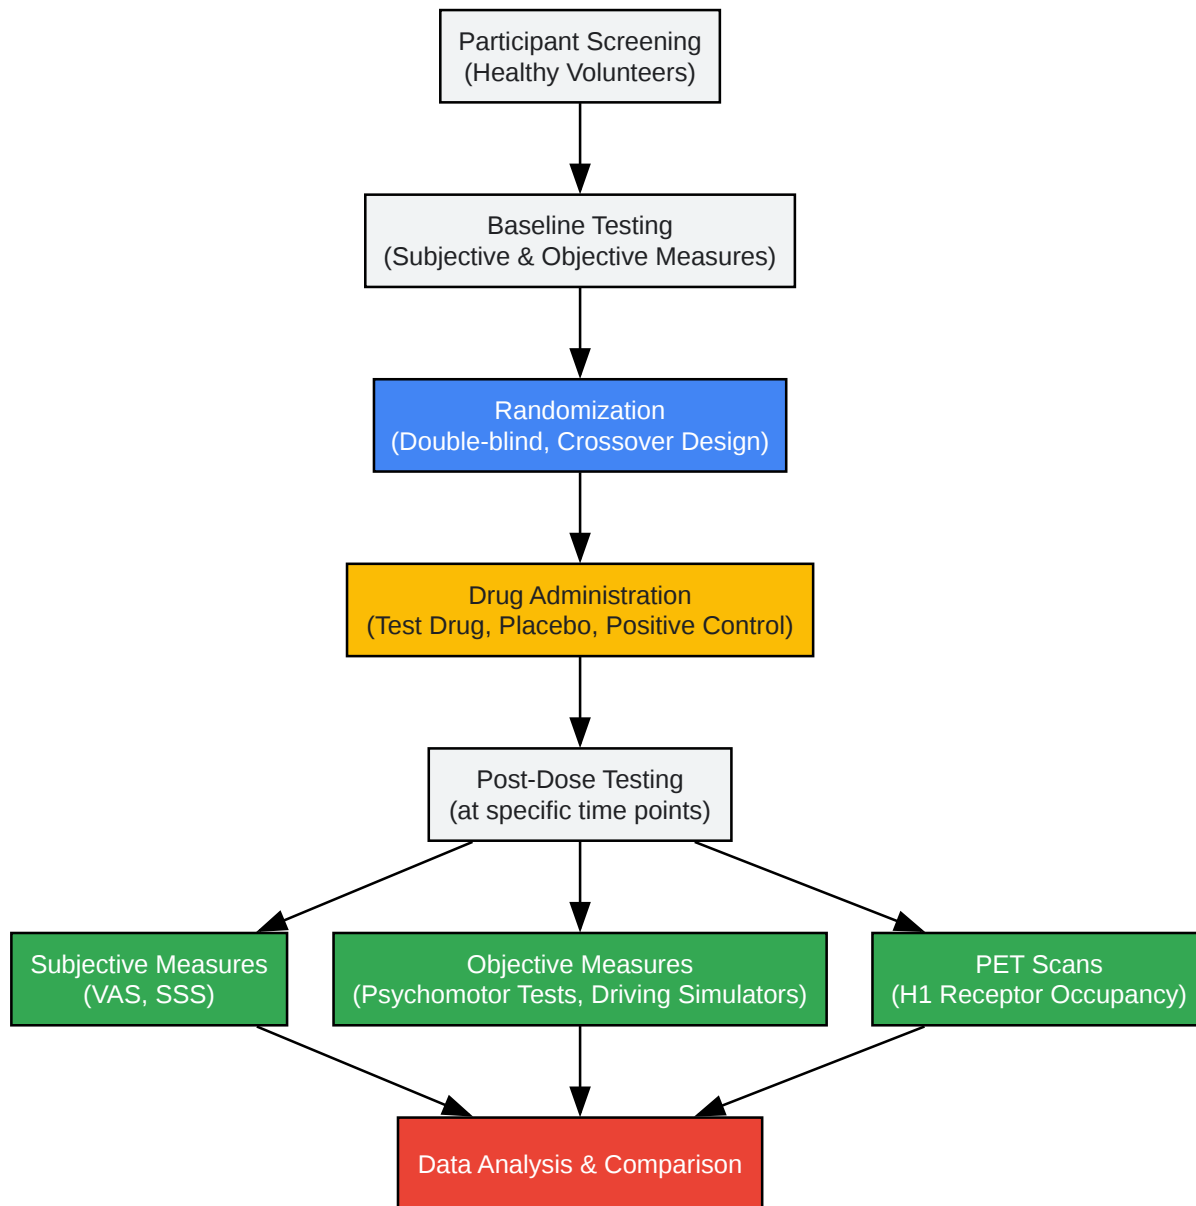 Participant Screening
(Healthy Volunteers)
Baseline Testing
(Subjective & Objective Measures)
Randomization
(Double-blind, Crossover Design)
Drug Administration
(Test Drug, Placebo, Positive Control)
Post-Dose Testing
(at specific time points)
Subjective Measures
(VAS, SSS)
Objective Measures
(Psychomotor Tests, Driving Simulators)
PET Scans
(H1 Receptor Occupancy)
Data Analysis & Comparison